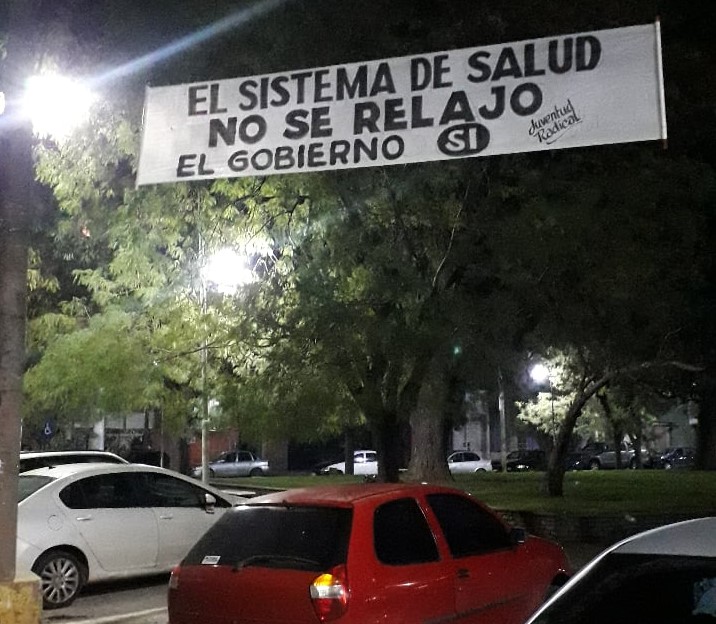 EL SISTEMA DE SALUD
NO SE RELAJO
EL GOBIERNO SI
Juventud
Radical